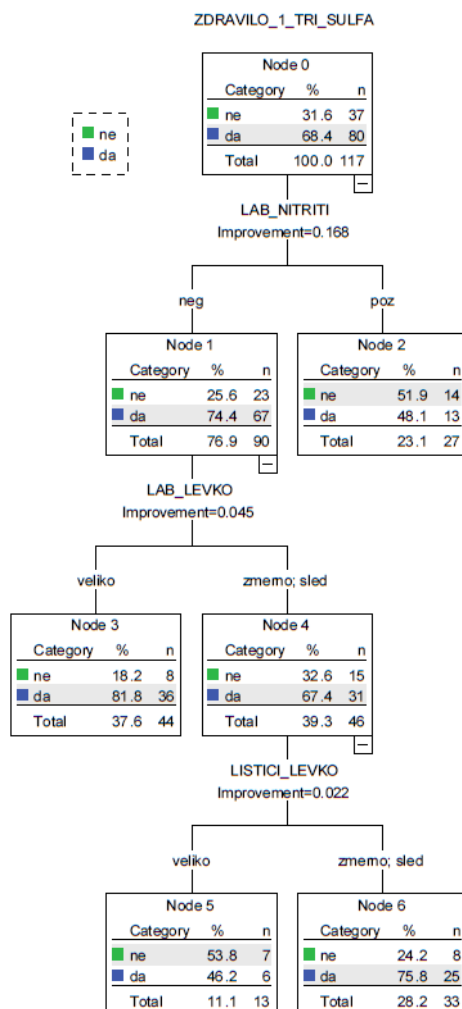 ZDRAVILO_1_TRI_SULFA
ne
da
Node 0
Category % n
ne 31.6 37
da 68.4 80
Total 100.0 117
LAB_NITRITI
Improvement=0.168
neg poz
Node 1
Category % n
ne 25.6 23
da 74.4 67
Total 76.9 90
Node 2
Category % n
ne 51.9 14
da 48.1 13
Total 23.1 27
LAB_LEVKO
Improvement=0.045
veliko zmerno; sled
Node 3
Category % n
ne 18.2 8
da 81.8 36
Total 37.6 44
Node 4
Category % n
ne 32.6 15
da 67.4 31
Total 39.3 46
LISTICI_LEVKO
Improvement=0.022
veliko zmerno; sled
Node 5
Category % n
ne 53.8 7
da 46.2 6
Total 11.1 13
Node 6
Category % n
ne 24.2 8
da 75.8 25
Total 28.2 33